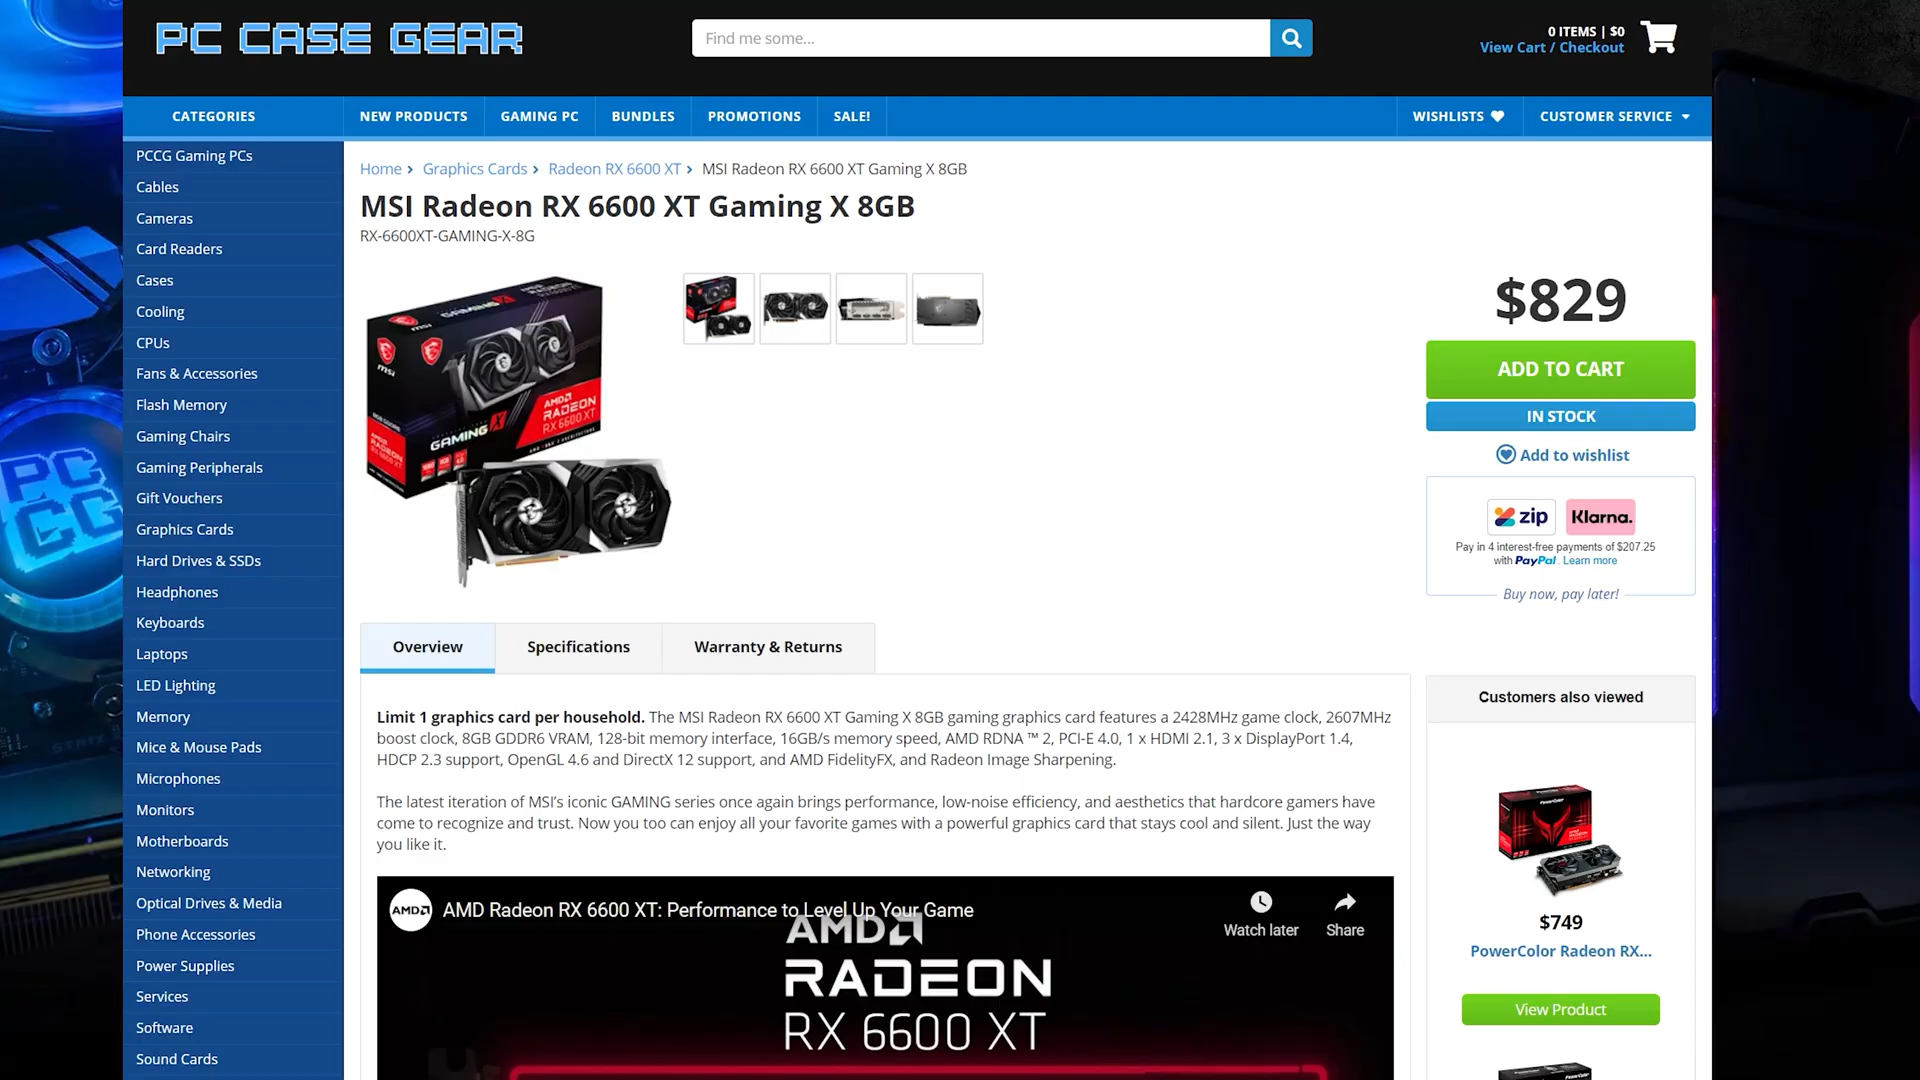 PC CASE GEAR
Find me some...
0 ITEMS | $0
View Cart / Checkout
CATEGORIES
NEW PRODUCTS
GAMING PC
BUNDLES
PROMOTIONS
SALE!
WISHLISTS
CUSTOMER SERVICE
PCCG Gaming PCs
Cables
Cameras
Card Readers
Cases
Cooling
CPUs
Fans & Accessories
Flash Memory
Gaming Chairs
Gaming Peripherals
Gift Vouchers
Graphics Cards
Hard Drives & SSDs
Headphones
Keyboards
Laptops
LED Lighting
Memory
Mice & Mouse Pads
Microphones
Monitors
Motherboards
Networking
Optical Drives & Media
Phone Accessories
Power Supplies
Services
Software
Sound Cards
PC
CG
Home › Graphics Cards › Radeon RX 6600 XT › MSI Radeon RX 6600 XT Gaming X 8GB
MSI Radeon RX 6600 XT Gaming X 8GB
RX-6600XT-GAMING-X-8G
GAMING X
msi
AMD
RADEON
RX 6600 XT
GAMING X
$829
ADD TO CART
IN STOCK
Add to wishlist
zip
Klarna.
Pay in 4 interest-free payments of $207.25
with PayPal. Learn more
Buy now, pay later!
Overview
Specifications
Warranty & Returns
Limit 1 graphics card per household. The MSI Radeon RX 6600 XT Gaming X 8GB gaming graphics card features a 2428MHz game clock, 2607MHz
boost clock, 8GB GDDR6 VRAM, 128-bit memory interface, 16GB/s memory speed, AMD RDNA ™ 2, PCI-E 4.0, 1 x HDMI 2.1, 3 x DisplayPort 1.4,
HDCP 2.3 support, OpenGL 4.6 and DirectX 12 support, and AMD FidelityFX, and Radeon Image Sharpening.
The latest iteration of MSI's iconic GAMING series once again brings performance, low-noise efficiency, and aesthetics that hardcore gamers have
come to recognize and trust. Now you too can enjoy all your favorite games with a powerful graphics card that stays cool and silent. Just the way
you like it.
AMD
AMD Radeon RX 6600 XT: Performance to Level Up Your Game
Watch later
Share
AMD
RADEON
RX 6600 XT
Customers also viewed
PowerColor
$749
PowerColor Radeon RX...
View Product